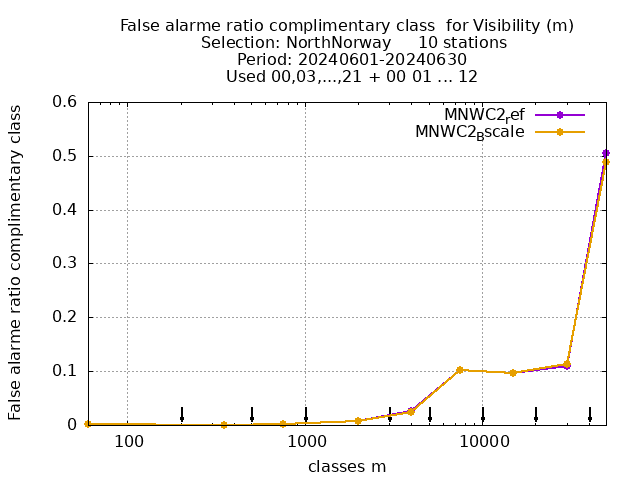 False alarme ratio complimentary class  for Visibility (m)
Selection: NorthNorway     10 stations
Period: 20240601-20240630
Used 00,03,...,21 + 00 01 ... 12
False alarme ratio complimentary class
0.6
0.5
0.4
0.3
0.2
0.1
0
MNWC2ref
MNWC2Bscale
100
1000
10000
classes m